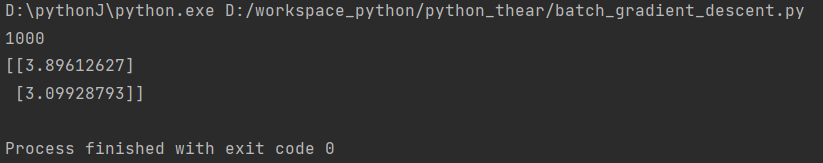 D:\pythonJ\python.exe D:/workspace_python/python_thear/batch_gradient_descent.py
1000
[[3.89612627]
 [3.09928793]]
Process finished with exit code 0